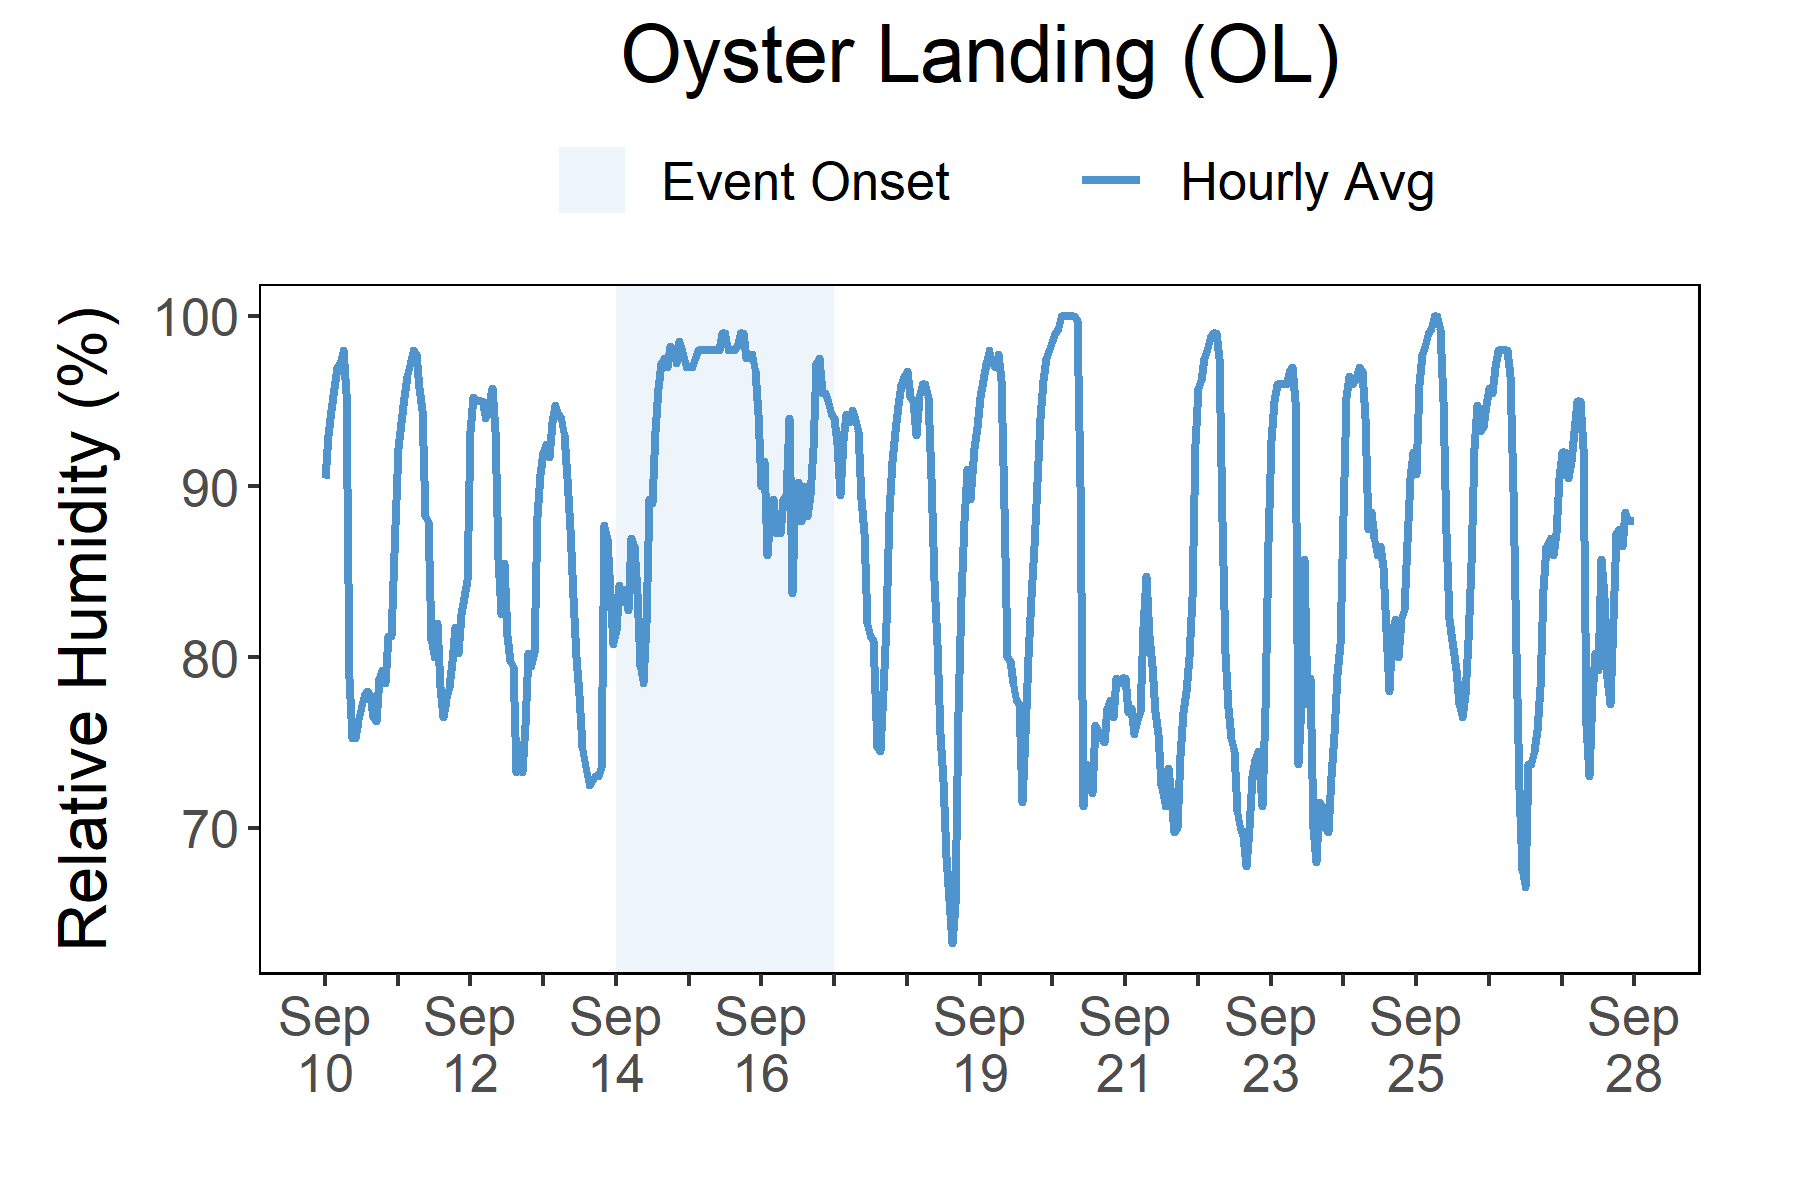 Oyster Landing (OL)
Event Onset Hourly Avg
Relative Humidity (%)
100
90
80
70
Sep Sep Sep Sep Sep Sep Sep Sep Sep
10 12 14 16 19 21 23 25 28